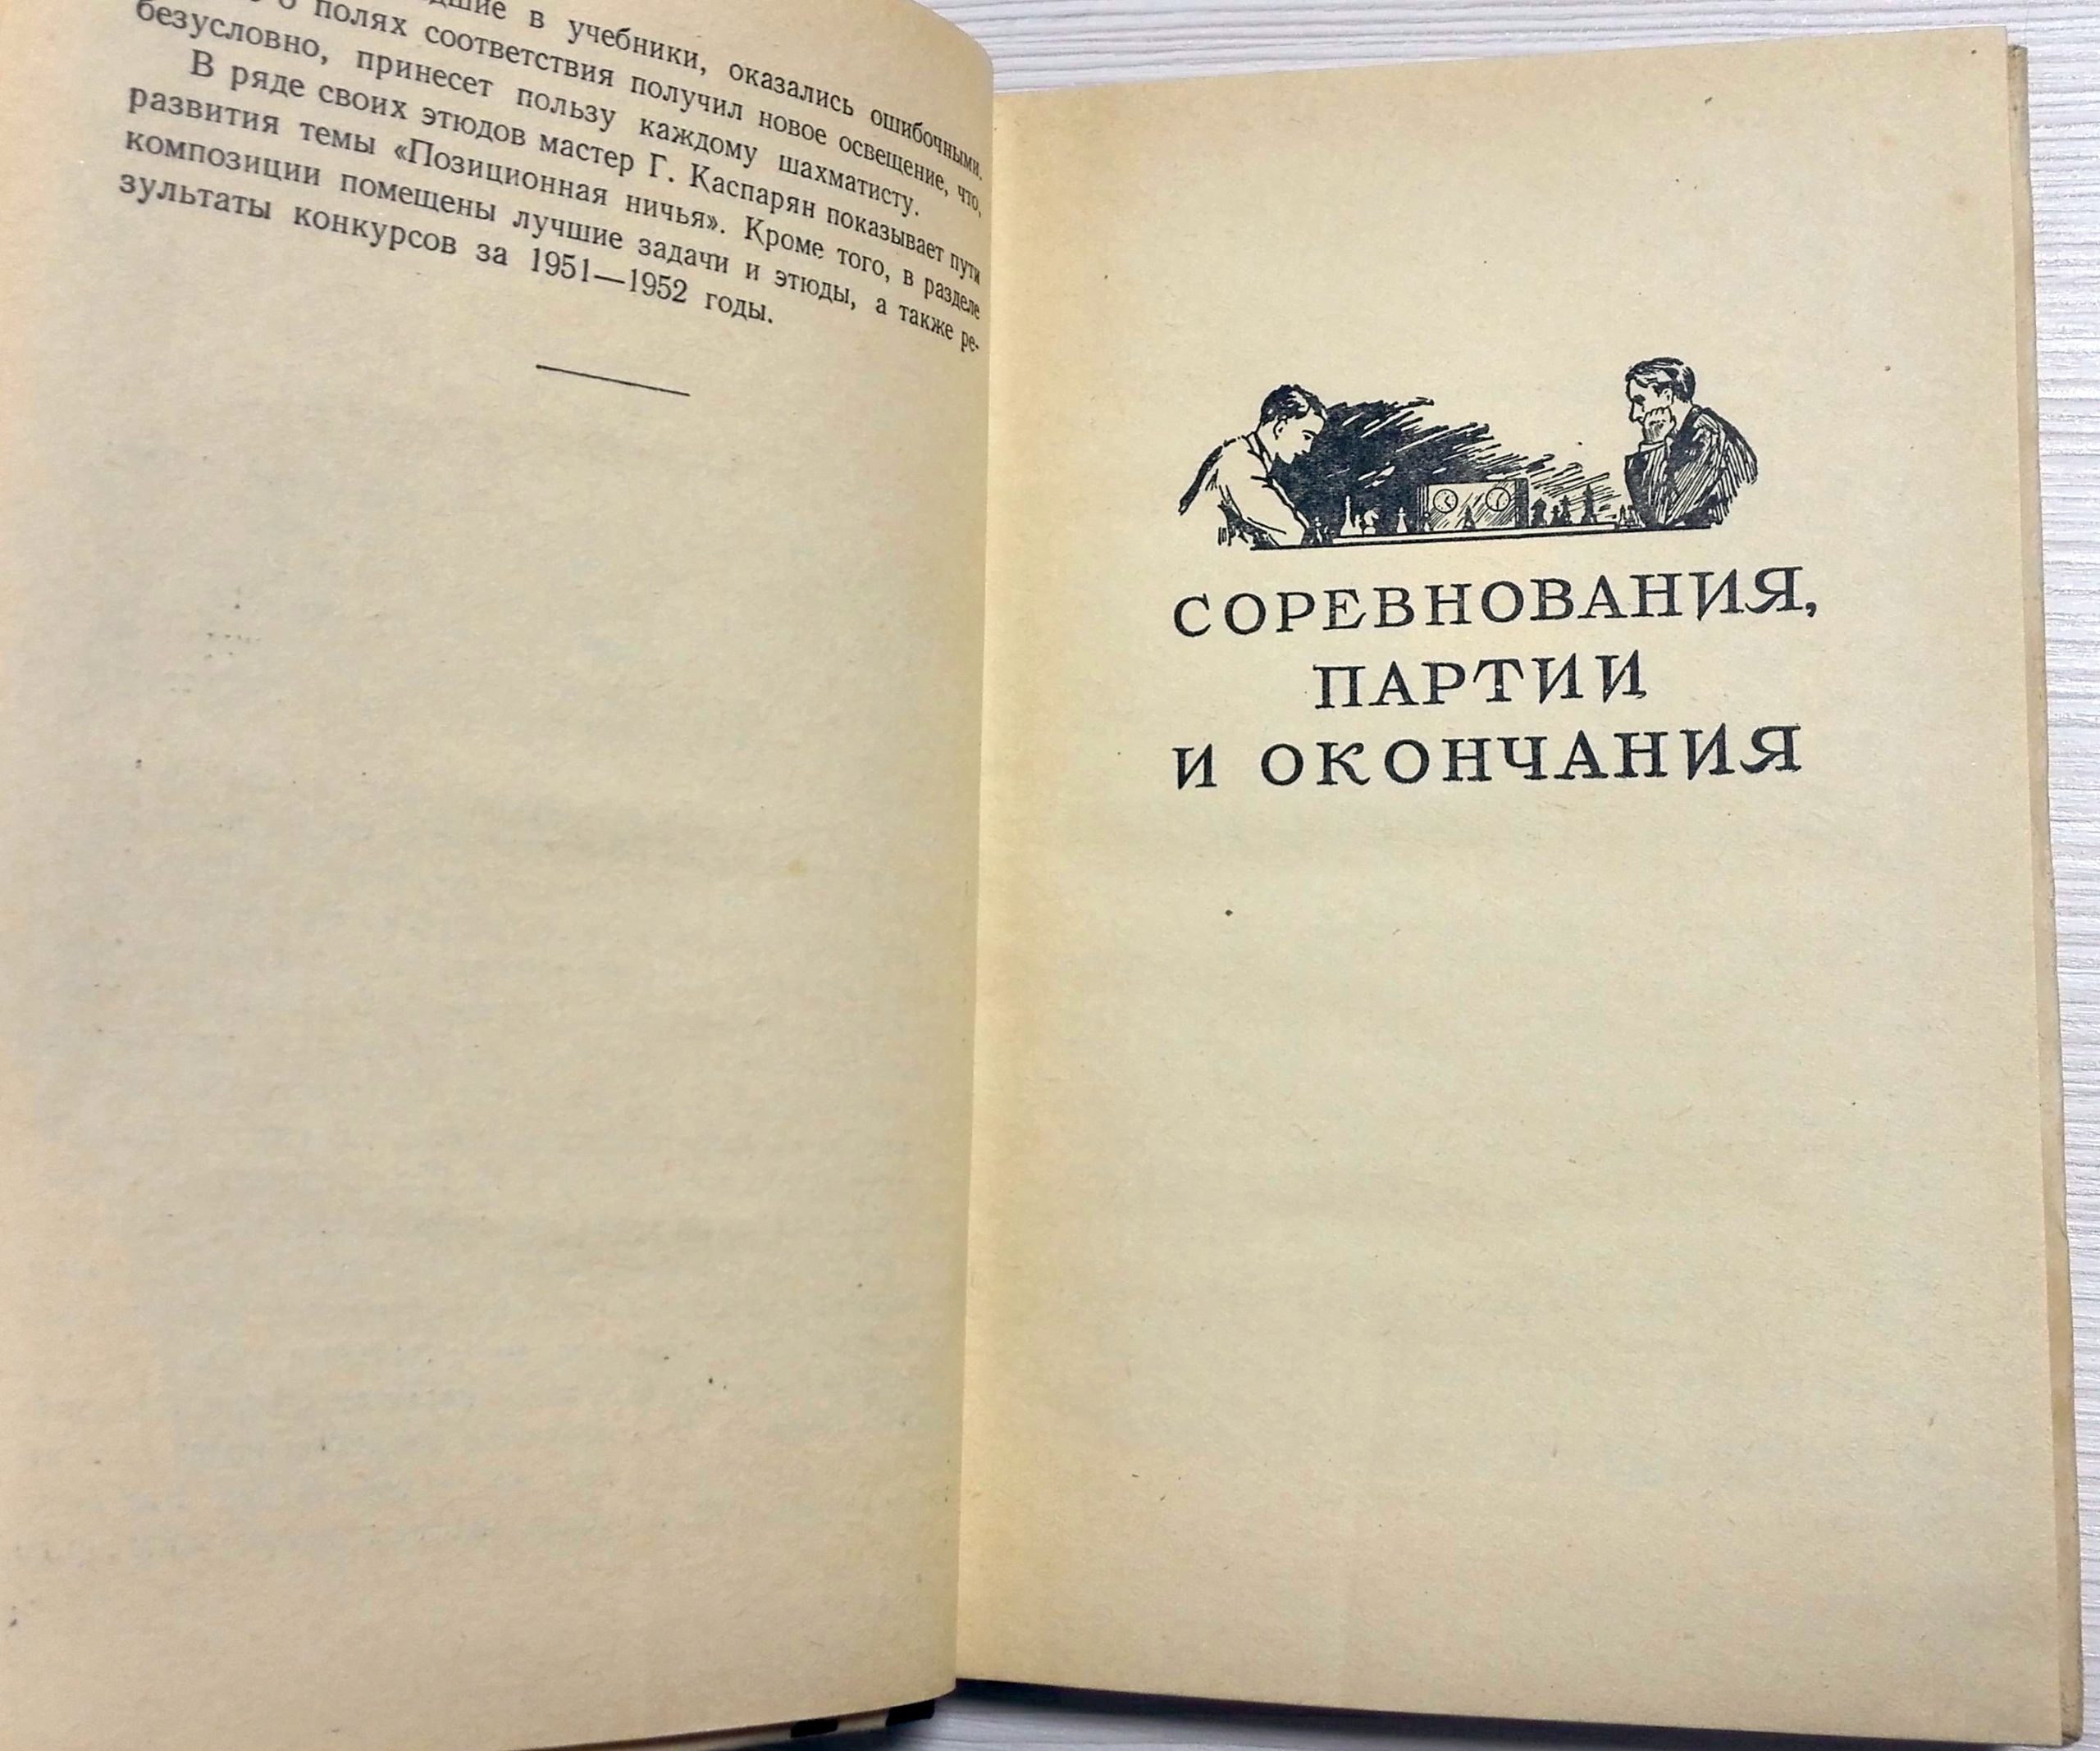 в учебники, оказались ошибочными.
о полях соответствия получил новое освещение, что,
безусловно, принесет пользу каждому шахматисту.
В ряде своих этюдов мастер Г. Каспарян показывает пути
развития темы «Позиционная ничья». Кроме того, в разделе
композиции помещены лучшие задачи и этюды, а также ре-
зультаты конкурсов за 1951—1952 годы.
СОРЕВНОВАНИЯ,
ПАРТИИ
И ОКОНЧАНИЯ